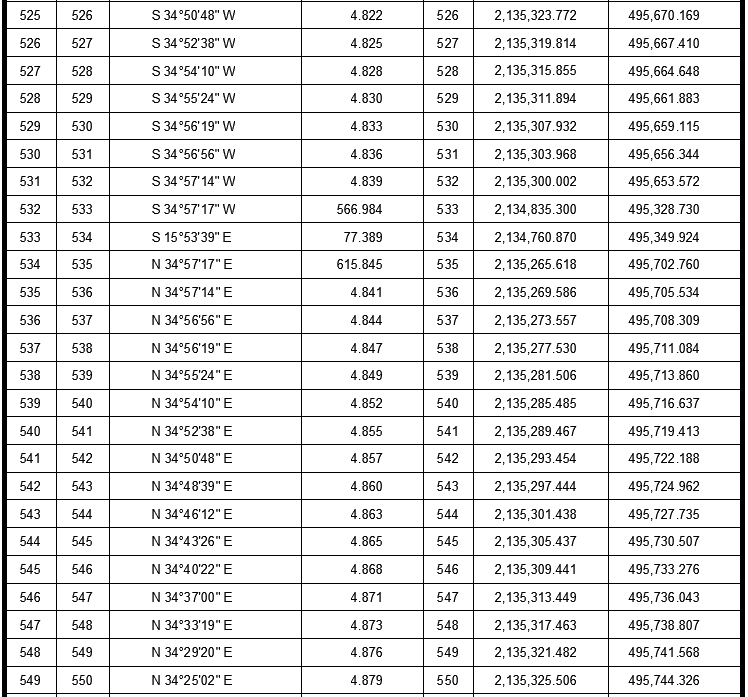 525 526 S 34°50'48" W 4.822 526 2,135,323.772 495,670.169
526 527 S 34°52'38" W 4.825 527 2,135,319.814 495,667.410
527 528 S 34°54'10" W 4.828 528 2,135,315.855 495,664.648
528 529 S 34°55'24" W 4.830 529 2,135,311.894 495,661.883
529 530 S 34°56'19" W 4.833 530 2,135,307.932 495,659.115
530 531 S 34°56'56" W 4.836 531 2,135,303.968 495,656.344
531 532 S 34°57'14" W 4.839 532 2,135,300.002 495,653.572
532 533 S 34°57'17" W 566.984 533 2,134,835.300 495,328.730
533 534 S 15°53'39" E 77.389 534 2,134,760.870 495,349.924
534 535 N 34°57'17" E 615.845 535 2,135,265.618 495,702.760
535 536 N 34°57'14" E 4.841 536 2,135,269.586 495,705.534
536 537 N 34°56'56" E 4.844 537 2,135,273.557 495,708.309
537 538 N 34°56'19" E 4.847 538 2,135,277.530 495,711.084
538 539 N 34°55'24" E 4.849 539 2,135,281.506 495,713.860
539 540 N 34°54'10" E 4.852 540 2,135,285.485 495,716.637
540 541 N 34°52'38" E 4.855 541 2,135,289.467 495,719.413
541 542 N 34°50'48" E 4.857 542 2,135,293.454 495,722.188
542 543 N 34°48'39" E 4.860 543 2,135,297.444 495,724.962
543 544 N 34°46'12" E 4.863 544 2,135,301.438 495,727.735
544 545 N 34°43'26" E 4.865 545 2,135,305.437 495,730.507
545 546 N 34°40'22" E 4.868 546 2,135,309.441 495,733.276
546 547 N 34°37'00" E 4.871 547 2,135,313.449 495,736.043
547 548 N 34°33'19" E 4.873 548 2,135,317.463 495,738.807
548 549 N 34°29'20" E 4.876 549 2,135,321.482 495,741.568
549 550 N 34°25'02" E 4.879 550 2,135,325.506 495,744.326